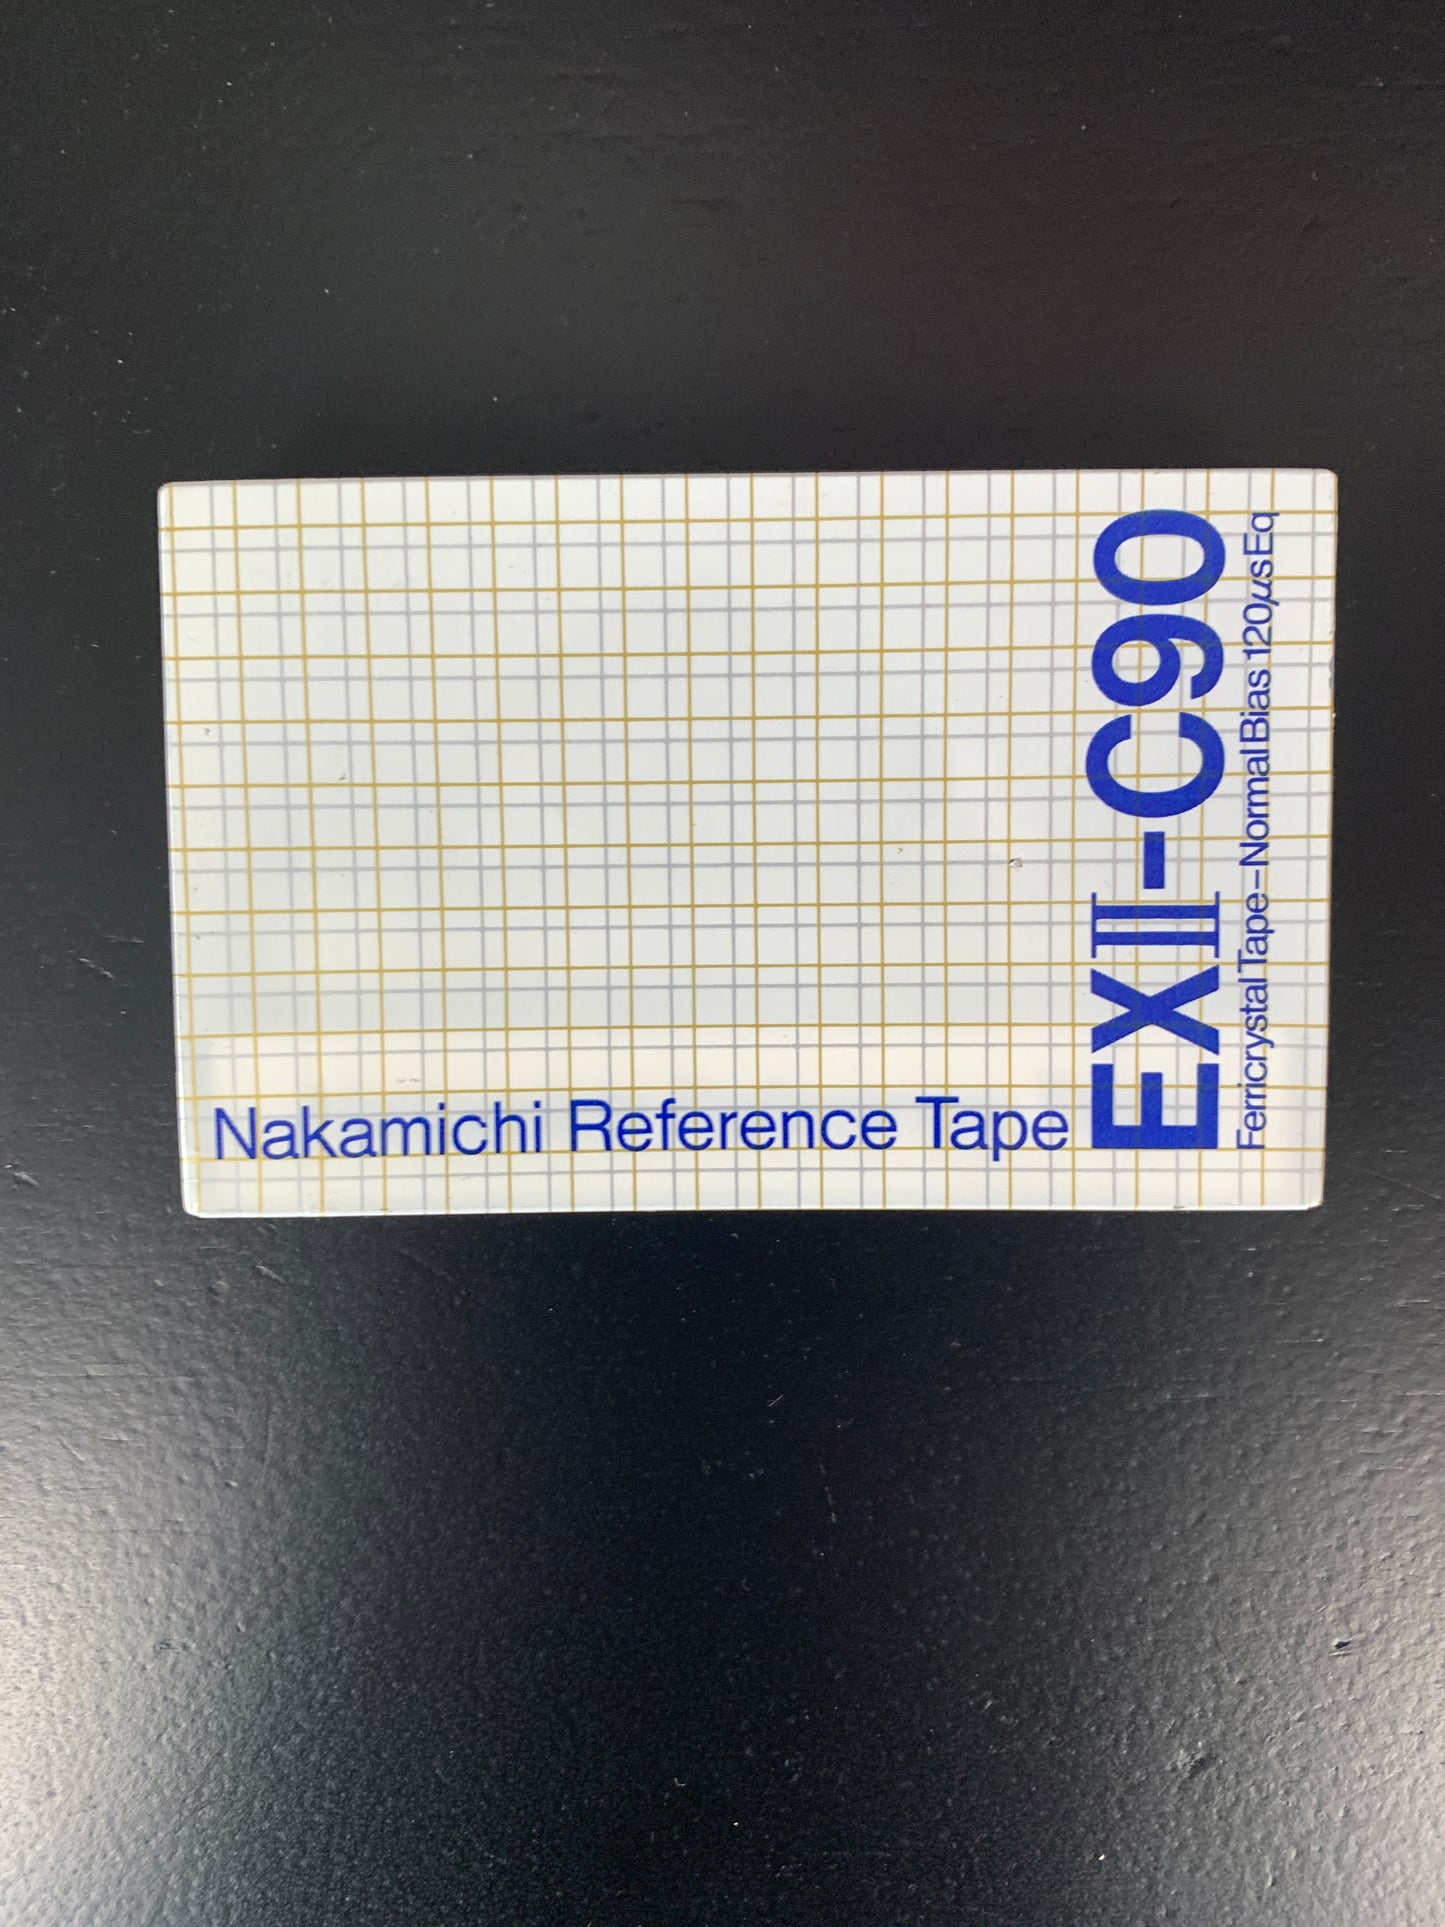 Nakamichi Reference Tape
EXII-C90
Ferricrystal Tape-Normal Bias 120μs Eq